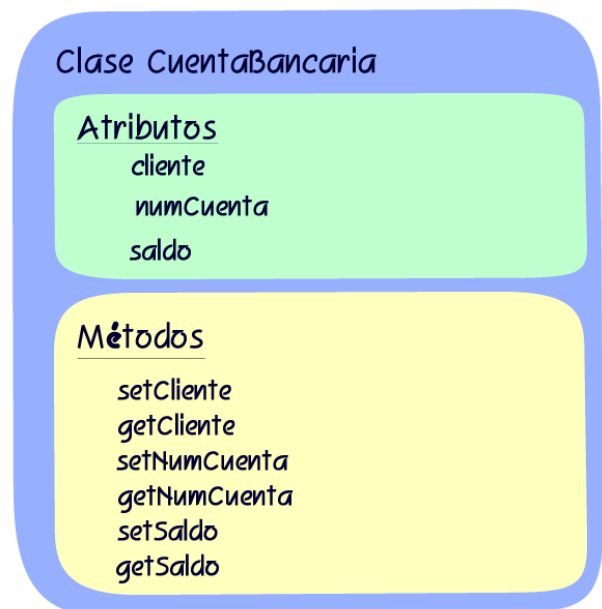 Clase CuentaBancaria
Atributos
cliente
numCuenta
saldo
Métodos
setCliente
getCliente
setNumCuenta
getNumCuenta
setSaldo
getSaldo